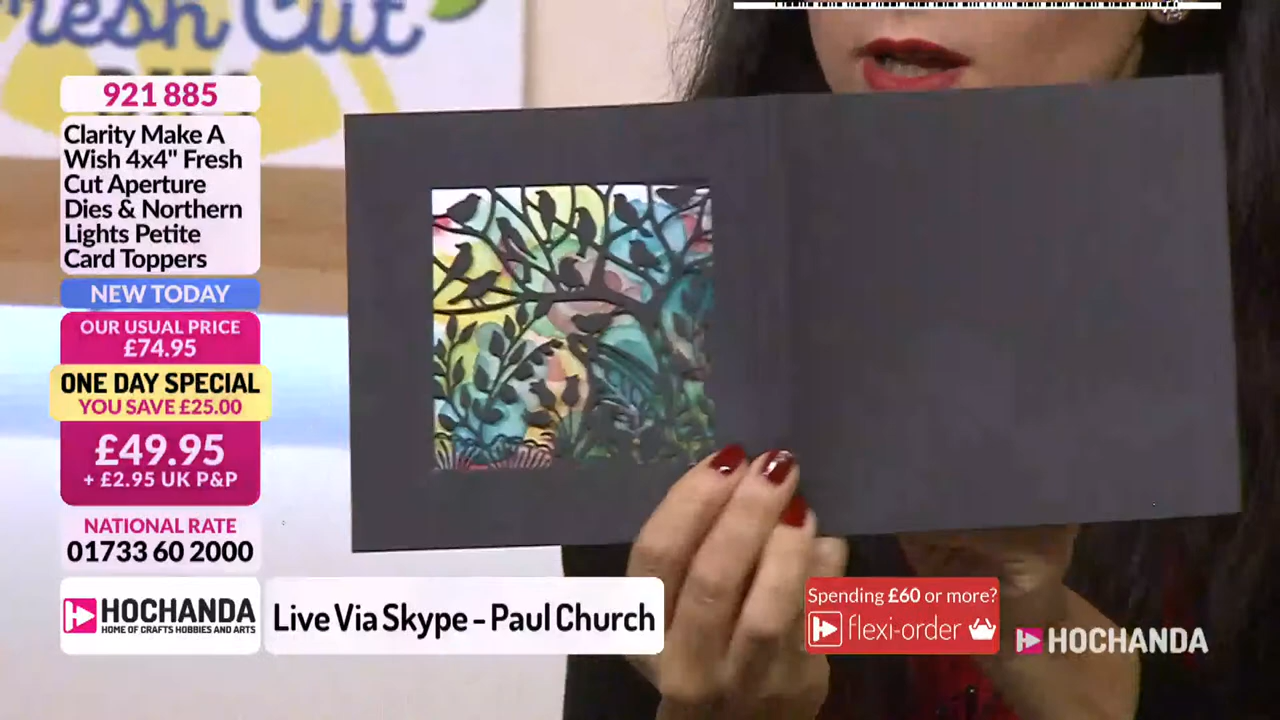 Fresh Cut
DIES
921 885
Clarity Make A
Wish 4x4" Fresh
Cut Aperture
Dies & Northern
Lights Petite
Card Toppers
NEW TODAY
OUR USUAL PRICE
£74.95
ONE DAY SPECIAL
YOU SAVE £25.00
£49.95
+ £2.95 UK P&P
NATIONAL RATE
01733 60 2000
HOCHANDA
HOME OF CRAFTS HOBBIES AND ARTS
Live Via Skype - Paul Church
Spending £60 or more?
flexi-order
HOCHANDA